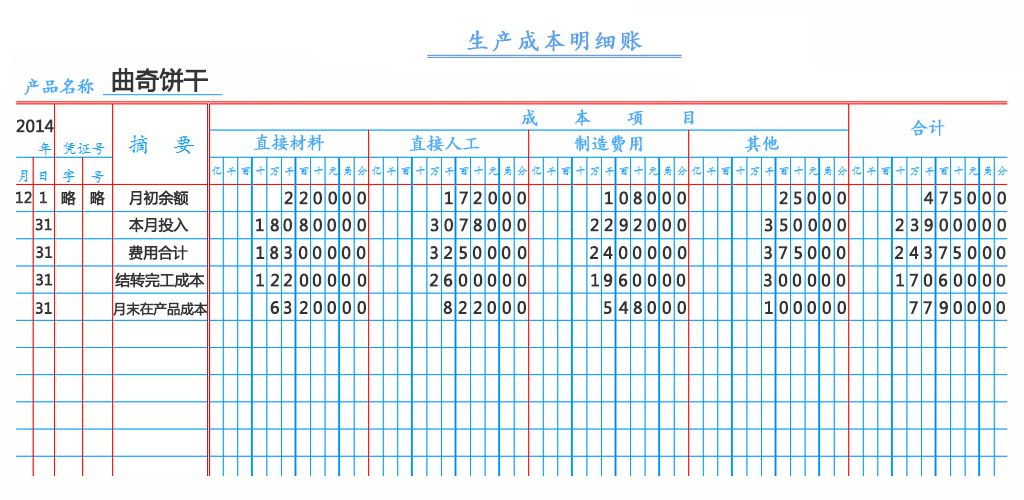 生产成本明细账
产品名称 曲奇饼干
2014年 凭证号 摘要 成本项目 合计
直接材料 直接人工 制造费用 其他
月 日 字 号 亿千百十万千百十元角分 亿千百十万千百十元角分 亿千百十万千百十元角分 亿千百十万千百十元角分 亿千百十万千百十元角分
12 1 略 略 月初余额 220000 172000 108000 25000 475000
31 本月投入 18080000 3078000 2292000 350000 23900000
31 费用合计 18300000 3250000 2400000 375000 24375000
31 结转完工成本 12200000 2600000 1960000 300000 17060000
31 月末在产品成本 6320000 822000 548000 100000 7790000